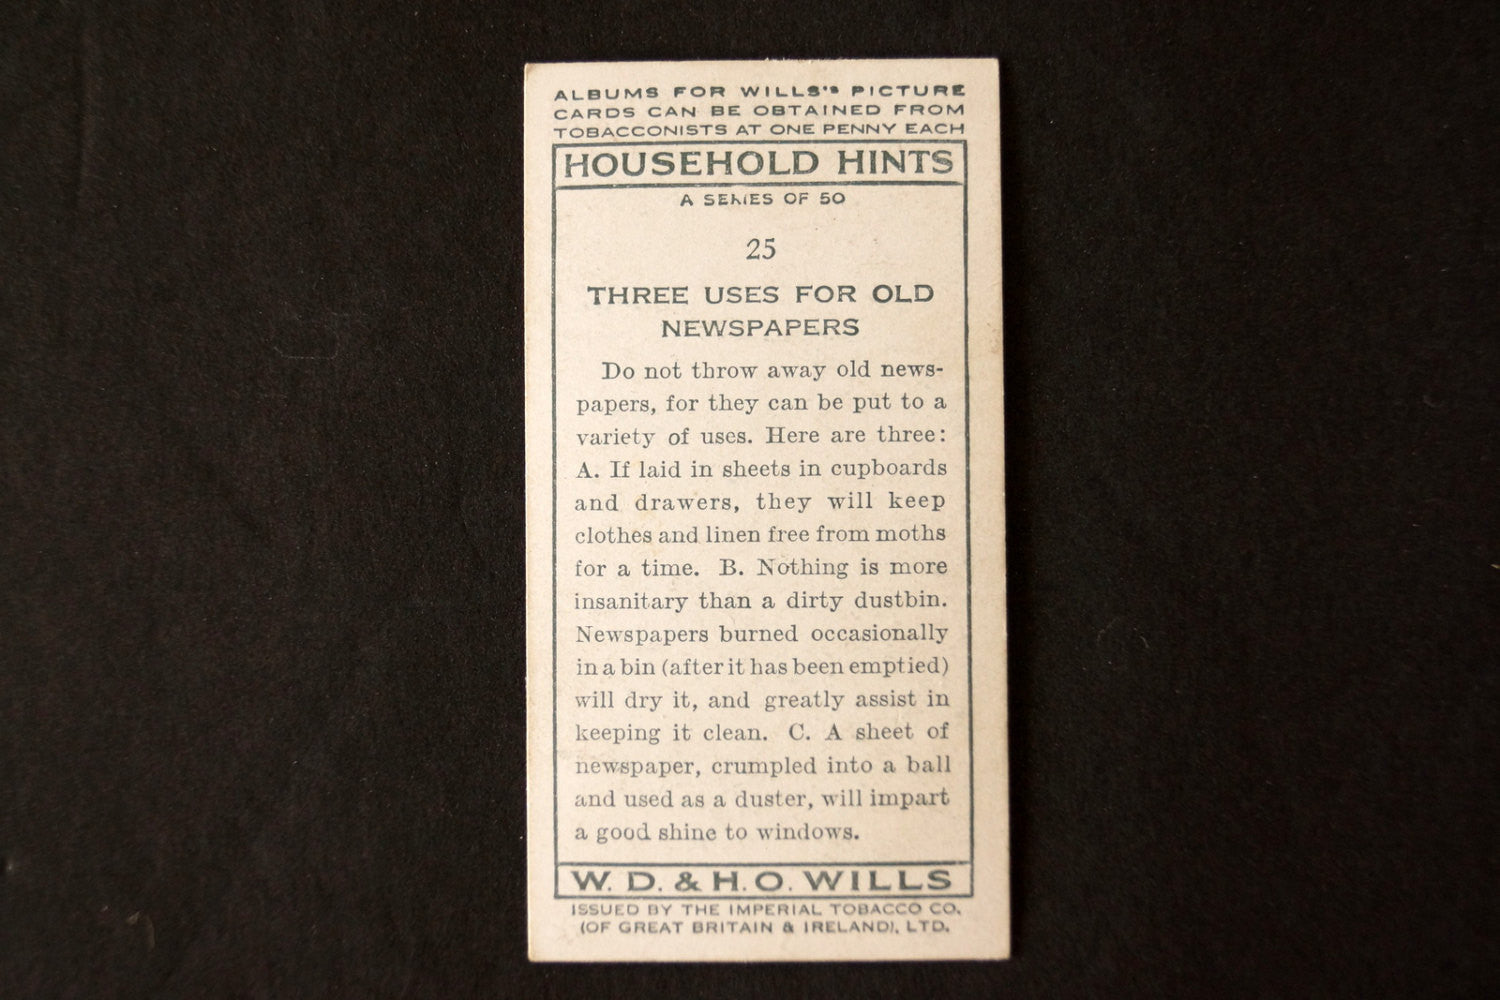 ALBUMS FOR WILLS'S PICTURE
CARDS CAN BE OBTAINED FROM
TOBACCONISTS AT ONE PENNY EACH
HOUSEHOLD HINTS
A SERIES OF 50
25
THREE USES FOR OLD
NEWSPAPERS
Do not throw away old news-
papers, for they can be put to a
variety of uses. Here are three:
A. If laid in sheets in cupboards
and drawers, they will keep
clothes and linen free from moths
for a time. B. Nothing is more
insanitary than a dirty dustbin.
Newspapers burned occasionally
in a bin (after it has been emptied)
will dry it, and greatly assist in
keeping it clean. C. A sheet of
newspaper, crumpled into a ball
and used as a duster, will impart
a good shine to windows.
W. D. & H. O. WILLS
ISSUED BY THE IMPERIAL TOBACCO CO.
(OF GREAT BRITAIN & IRELAND), LTD.